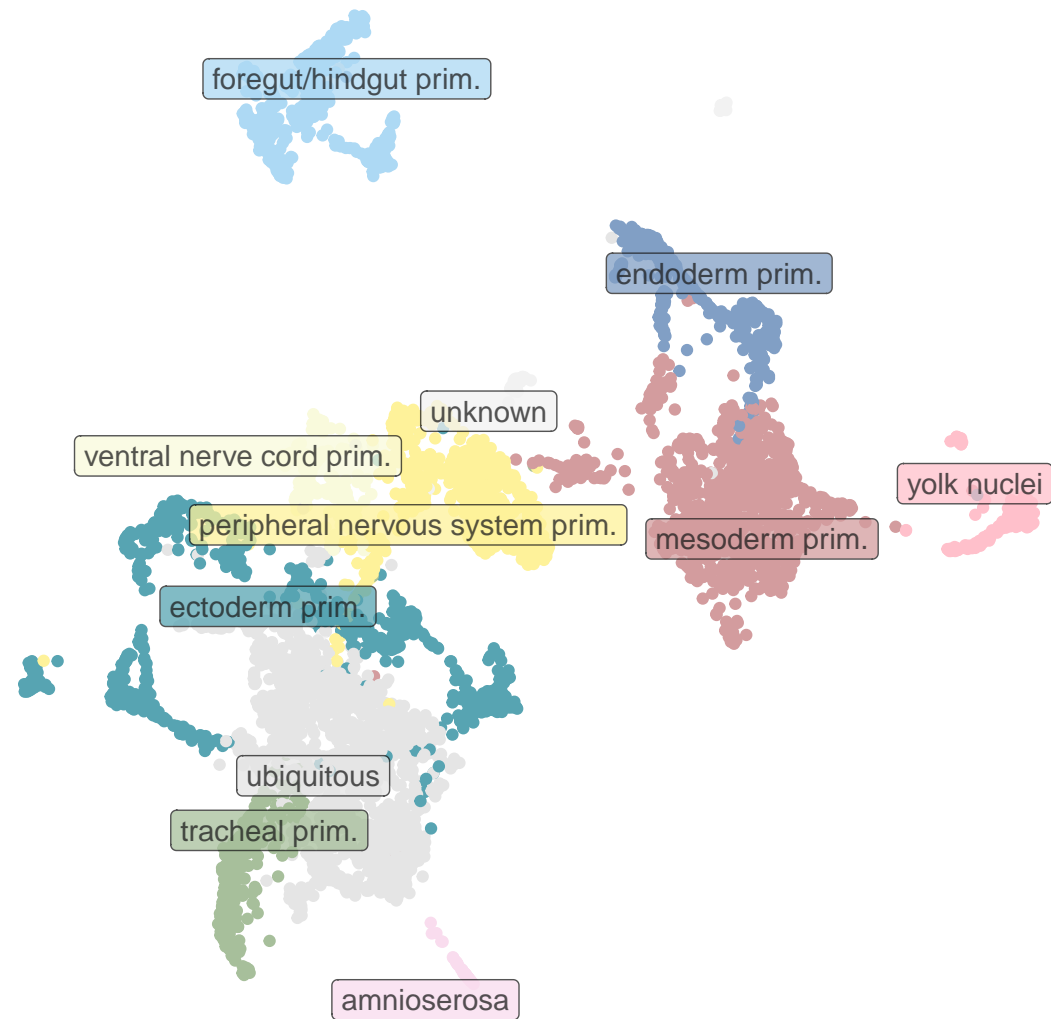 foregut/hindgut prim.
endoderm prim.
unknown
ventral nerve cord prim.
yolk nuclei
peripheral nervous system prim.
mesoderm prim.
ectoderm prim.
ubiquitous
tracheal prim.
amnioserosa